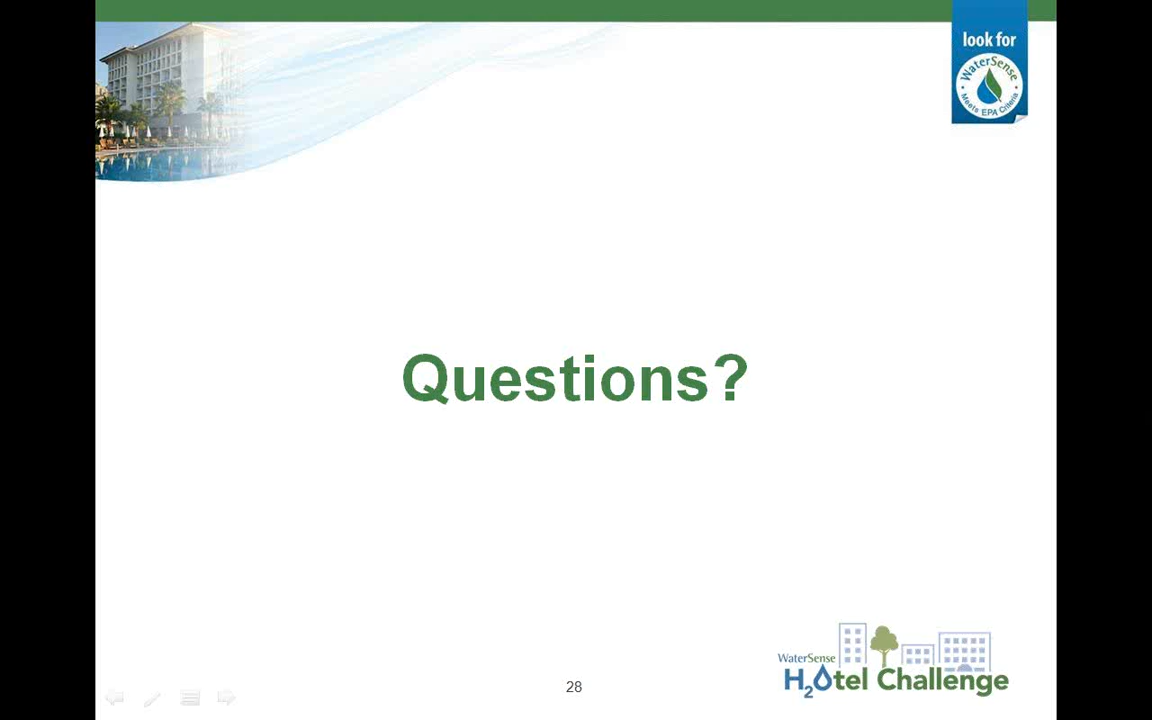 look for
WaterSense
Meets EPA Criteria
Questions?
WaterSense
H2Otel Challenge
28